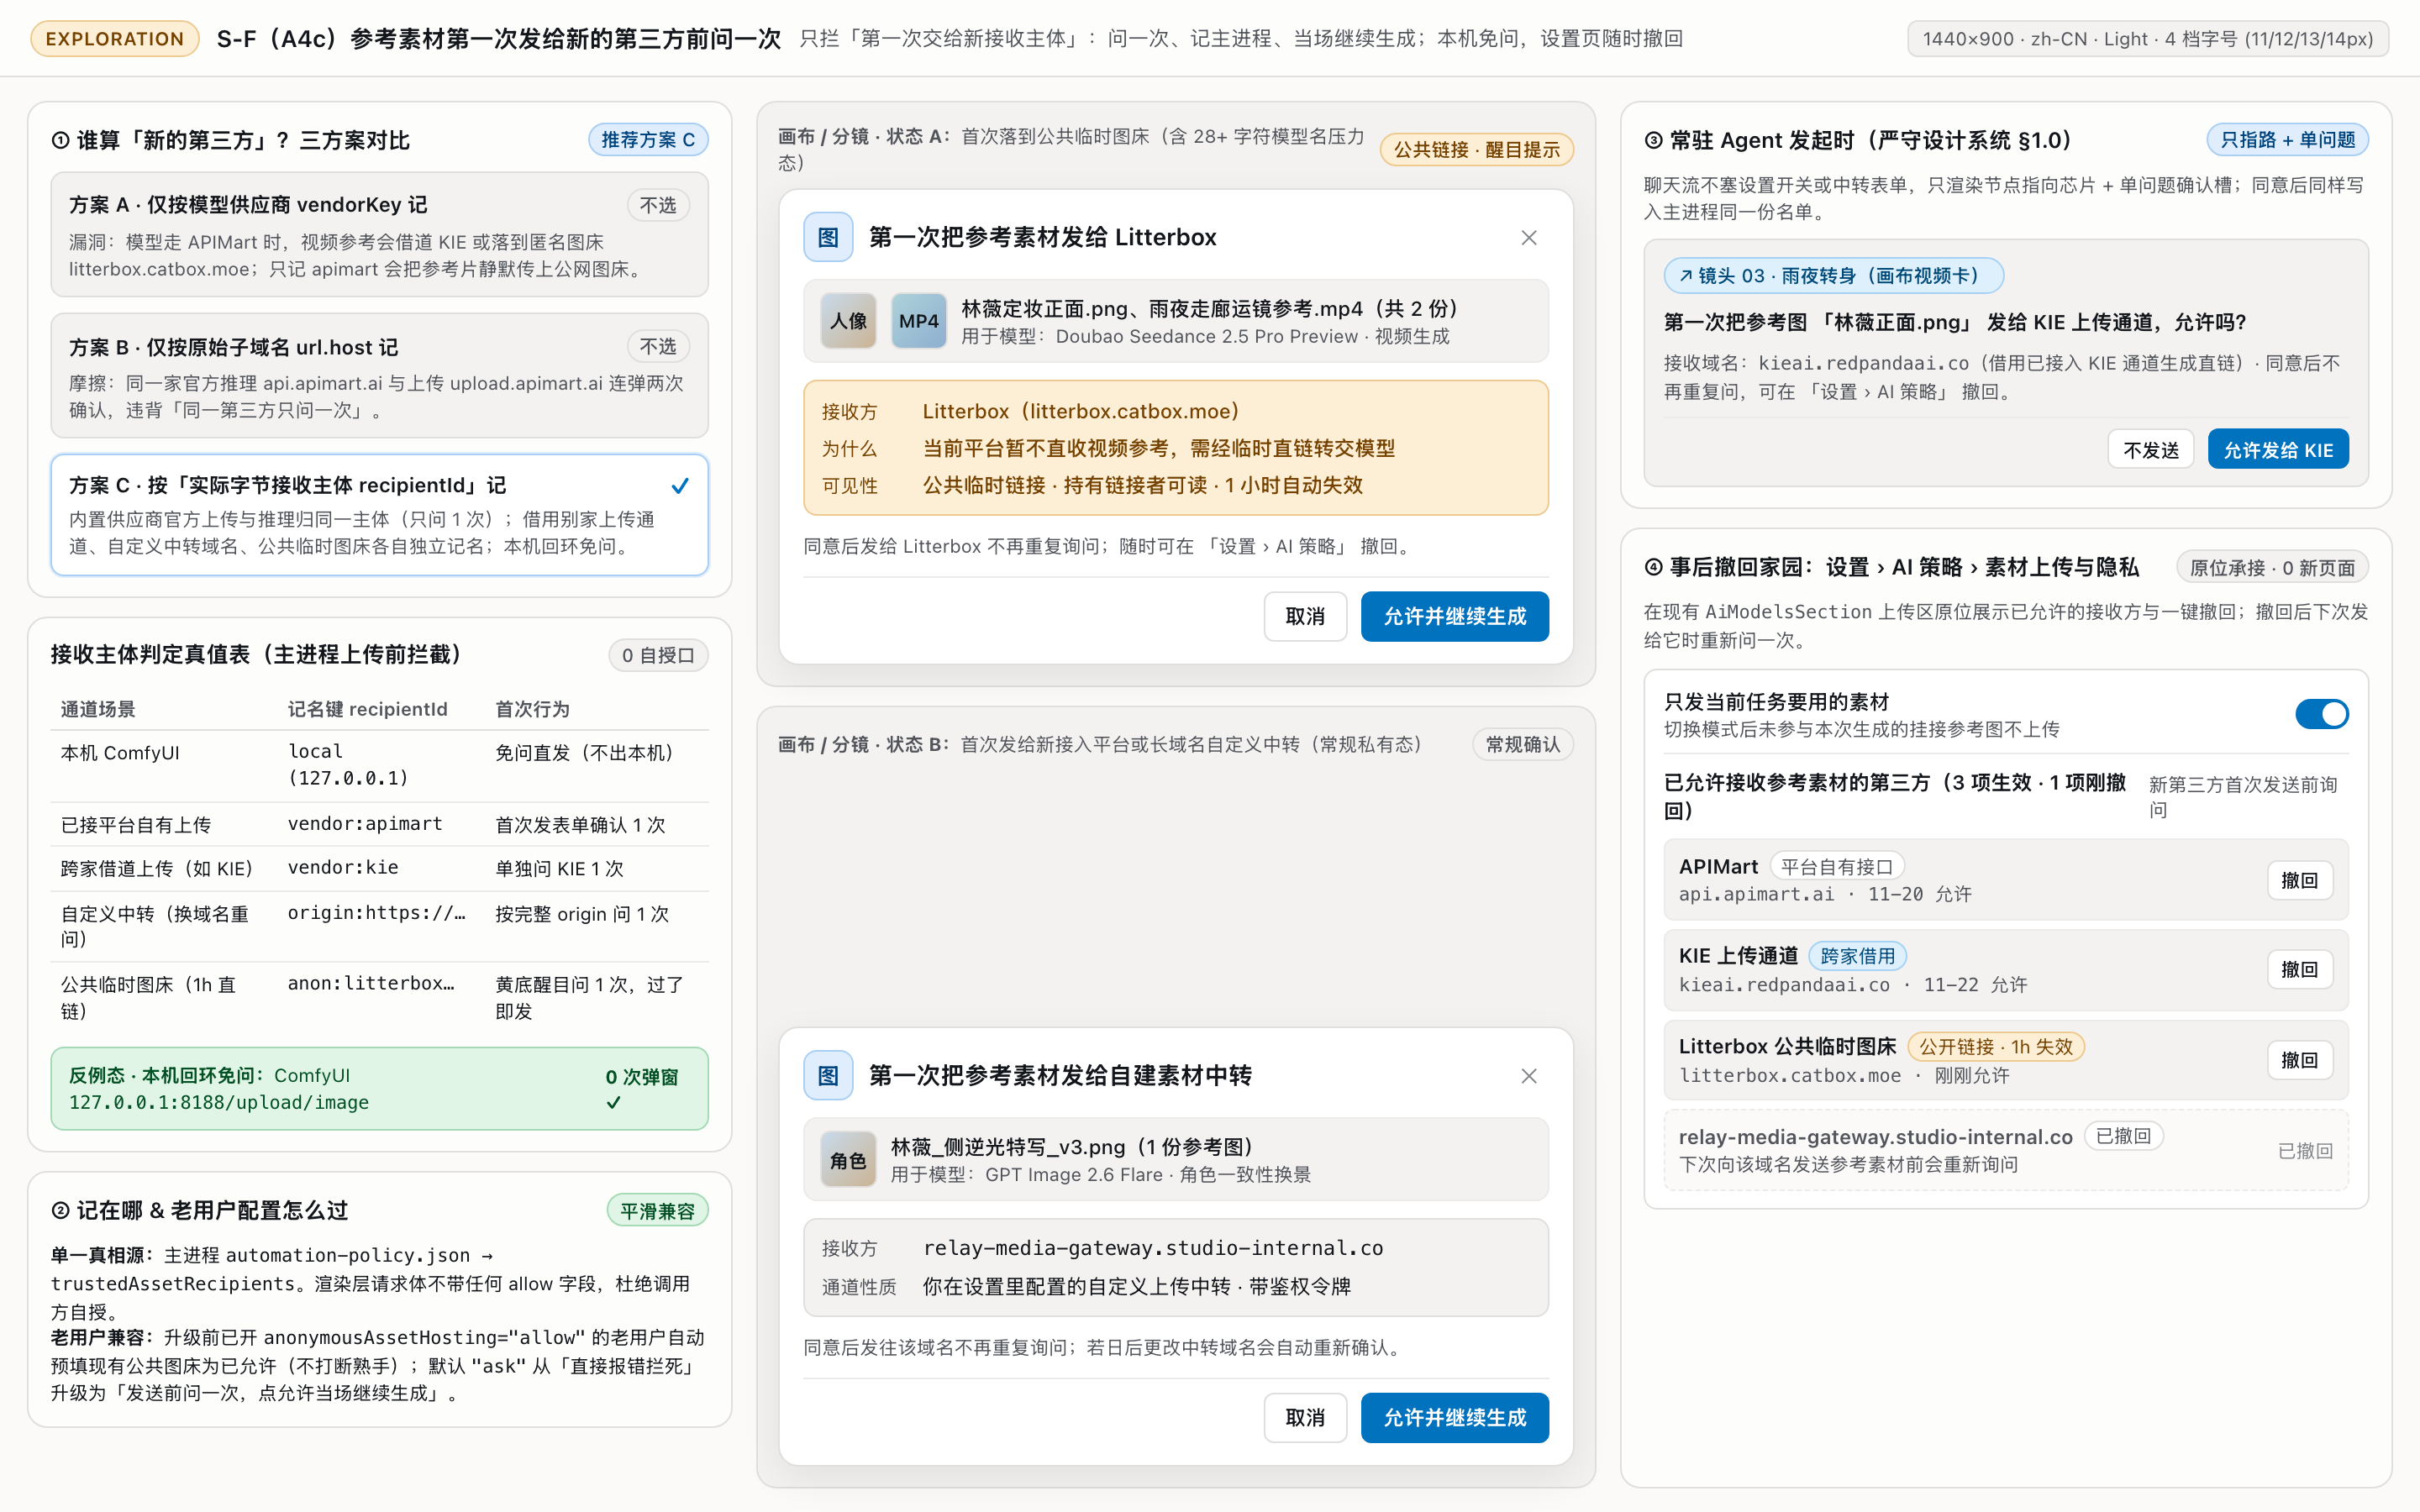 EXPLORATION
S-F（A4c）参考素材第一次发给新的第三方前问一次
只拦「第一次交给新接收主体」：问一次、记主进程、当场继续生成；本机免问，设置页随时撤回
1440×900 · zh-CN · Light · 4 档字号 (11/12/13/14px)
① 谁算「新的第三方」？三方案对比
推荐方案 C
方案 A · 仅按模型供应商 vendorKey 记
不选
漏洞：模型走 APIMart 时，视频参考会借道 KIE 或落到匿名图床
litterbox.catbox.moe；只记 apimart 会把参考片静默传上公网图床。
方案 B · 仅按原始子域名 url.host 记
不选
摩擦：同一家官方推理 api.apimart.ai 与上传 upload.apimart.ai 连弹两次
确认，违背「同一第三方只问一次」。
方案 C · 按「实际字节接收主体 recipientId」记
✓
内置供应商官方上传与推理归同一主体（只问 1 次）；借用别家上传通
道、自定义中转域名、公共临时图床各自独立记名；本机回环免问。
接收主体判定真值表（主进程上传前拦截）
0 自授口
通道场景
记名键 recipientId
首次行为
本机 ComfyUI
local
(127.0.0.1)
免问直发（不出本机）
已接平台自有上传
vendor:apimart
首次发表单确认 1 次
跨家借道上传（如 KIE）
vendor:kie
单独问 KIE 1 次
自定义中转（换域名重
问）
origin:https://…
按完整 origin 问 1 次
公共临时图床（1h 直
链）
anon:litterbox…
黄底醒目问 1 次，过了
即发
反例态 · 本机回环免问：ComfyUI
127.0.0.1:8188/upload/image
0 次弹窗
✓
② 记在哪 & 老用户配置怎么过
平滑兼容
单一真相源：主进程 automation-policy.json →
trustedAssetRecipients。渲染层请求体不带任何 allow 字段，杜绝调用
方自授。
老用户兼容：升级前已开 anonymousAssetHosting="allow" 的老用户自动
预填现有公共图床为已允许（不打断熟手）；默认 "ask" 从「直接报错拦死」
升级为「发送前问一次，点允许当场继续生成」。
画布 / 分镜 · 状态 A：首次落到公共临时图床（含 28+ 字符模型名压力
态）
公共链接 · 醒目提示
图
第一次把参考素材发给 Litterbox
×
人像
MP4
林薇定妆正面.png、雨夜走廊运镜参考.mp4（共 2 份）
用于模型：Doubao Seedance 2.5 Pro Preview · 视频生成
接收方
Litterbox（litterbox.catbox.moe）
为什么
当前平台暂不直收视频参考，需经临时直链转交模型
可见性
公共临时链接 · 持有链接者可读 · 1 小时自动失效
同意后发给 Litterbox 不再重复询问；随时可在 「设置 › AI 策略」 撤回。
取消
允许并继续生成
画布 / 分镜 · 状态 B：首次发给新接入平台或长域名自定义中转（常规私有态）
常规确认
图
第一次把参考素材发给自建素材中转
×
角色
林薇_侧逆光特写_v3.png（1 份参考图）
用于模型：GPT Image 2.6 Flare · 角色一致性换景
接收方
relay-media-gateway.studio-internal.co
通道性质
你在设置里配置的自定义上传中转 · 带鉴权令牌
同意后发往该域名不再重复询问；若日后更改中转域名会自动重新确认。
取消
允许并继续生成
③ 常驻 Agent 发起时（严守设计系统 §1.0）
只指路 + 单问题
聊天流不塞设置开关或中转表单，只渲染节点指向芯片 + 单问题确认槽；同意后同样写
入主进程同一份名单。
↗ 镜头 03 · 雨夜转身（画布视频卡）
第一次把参考图 「林薇正面.png」 发给 KIE 上传通道，允许吗？
接收域名：kieai.redpandaai.co（借用已接入 KIE 通道生成直链）· 同意后不
再重复问，可在 「设置 › AI 策略」 撤回。
不发送
允许发给 KIE
④ 事后撤回家园：设置 › AI 策略 › 素材上传与隐私
原位承接 · 0 新页面
在现有 AiModelsSection 上传区原位展示已允许的接收方与一键撤回；撤回后下次发
给它时重新问一次。
只发当前任务要用的素材
切换模式后未参与本次生成的挂接参考图不上传
已允许接收参考素材的第三方（3 项生效 · 1 项刚撤
回）
新第三方首次发送前询
问
APIMart
平台自有接口
api.apimart.ai · 11-20 允许
撤回
KIE 上传通道
跨家借用
kieai.redpandaai.co · 11-22 允许
撤回
Litterbox 公共临时图床
公开链接 · 1h 失效
litterbox.catbox.moe · 刚刚允许
撤回
relay-media-gateway.studio-internal.co
已撤回
下次向该域名发送参考素材前会重新询问
已撤回